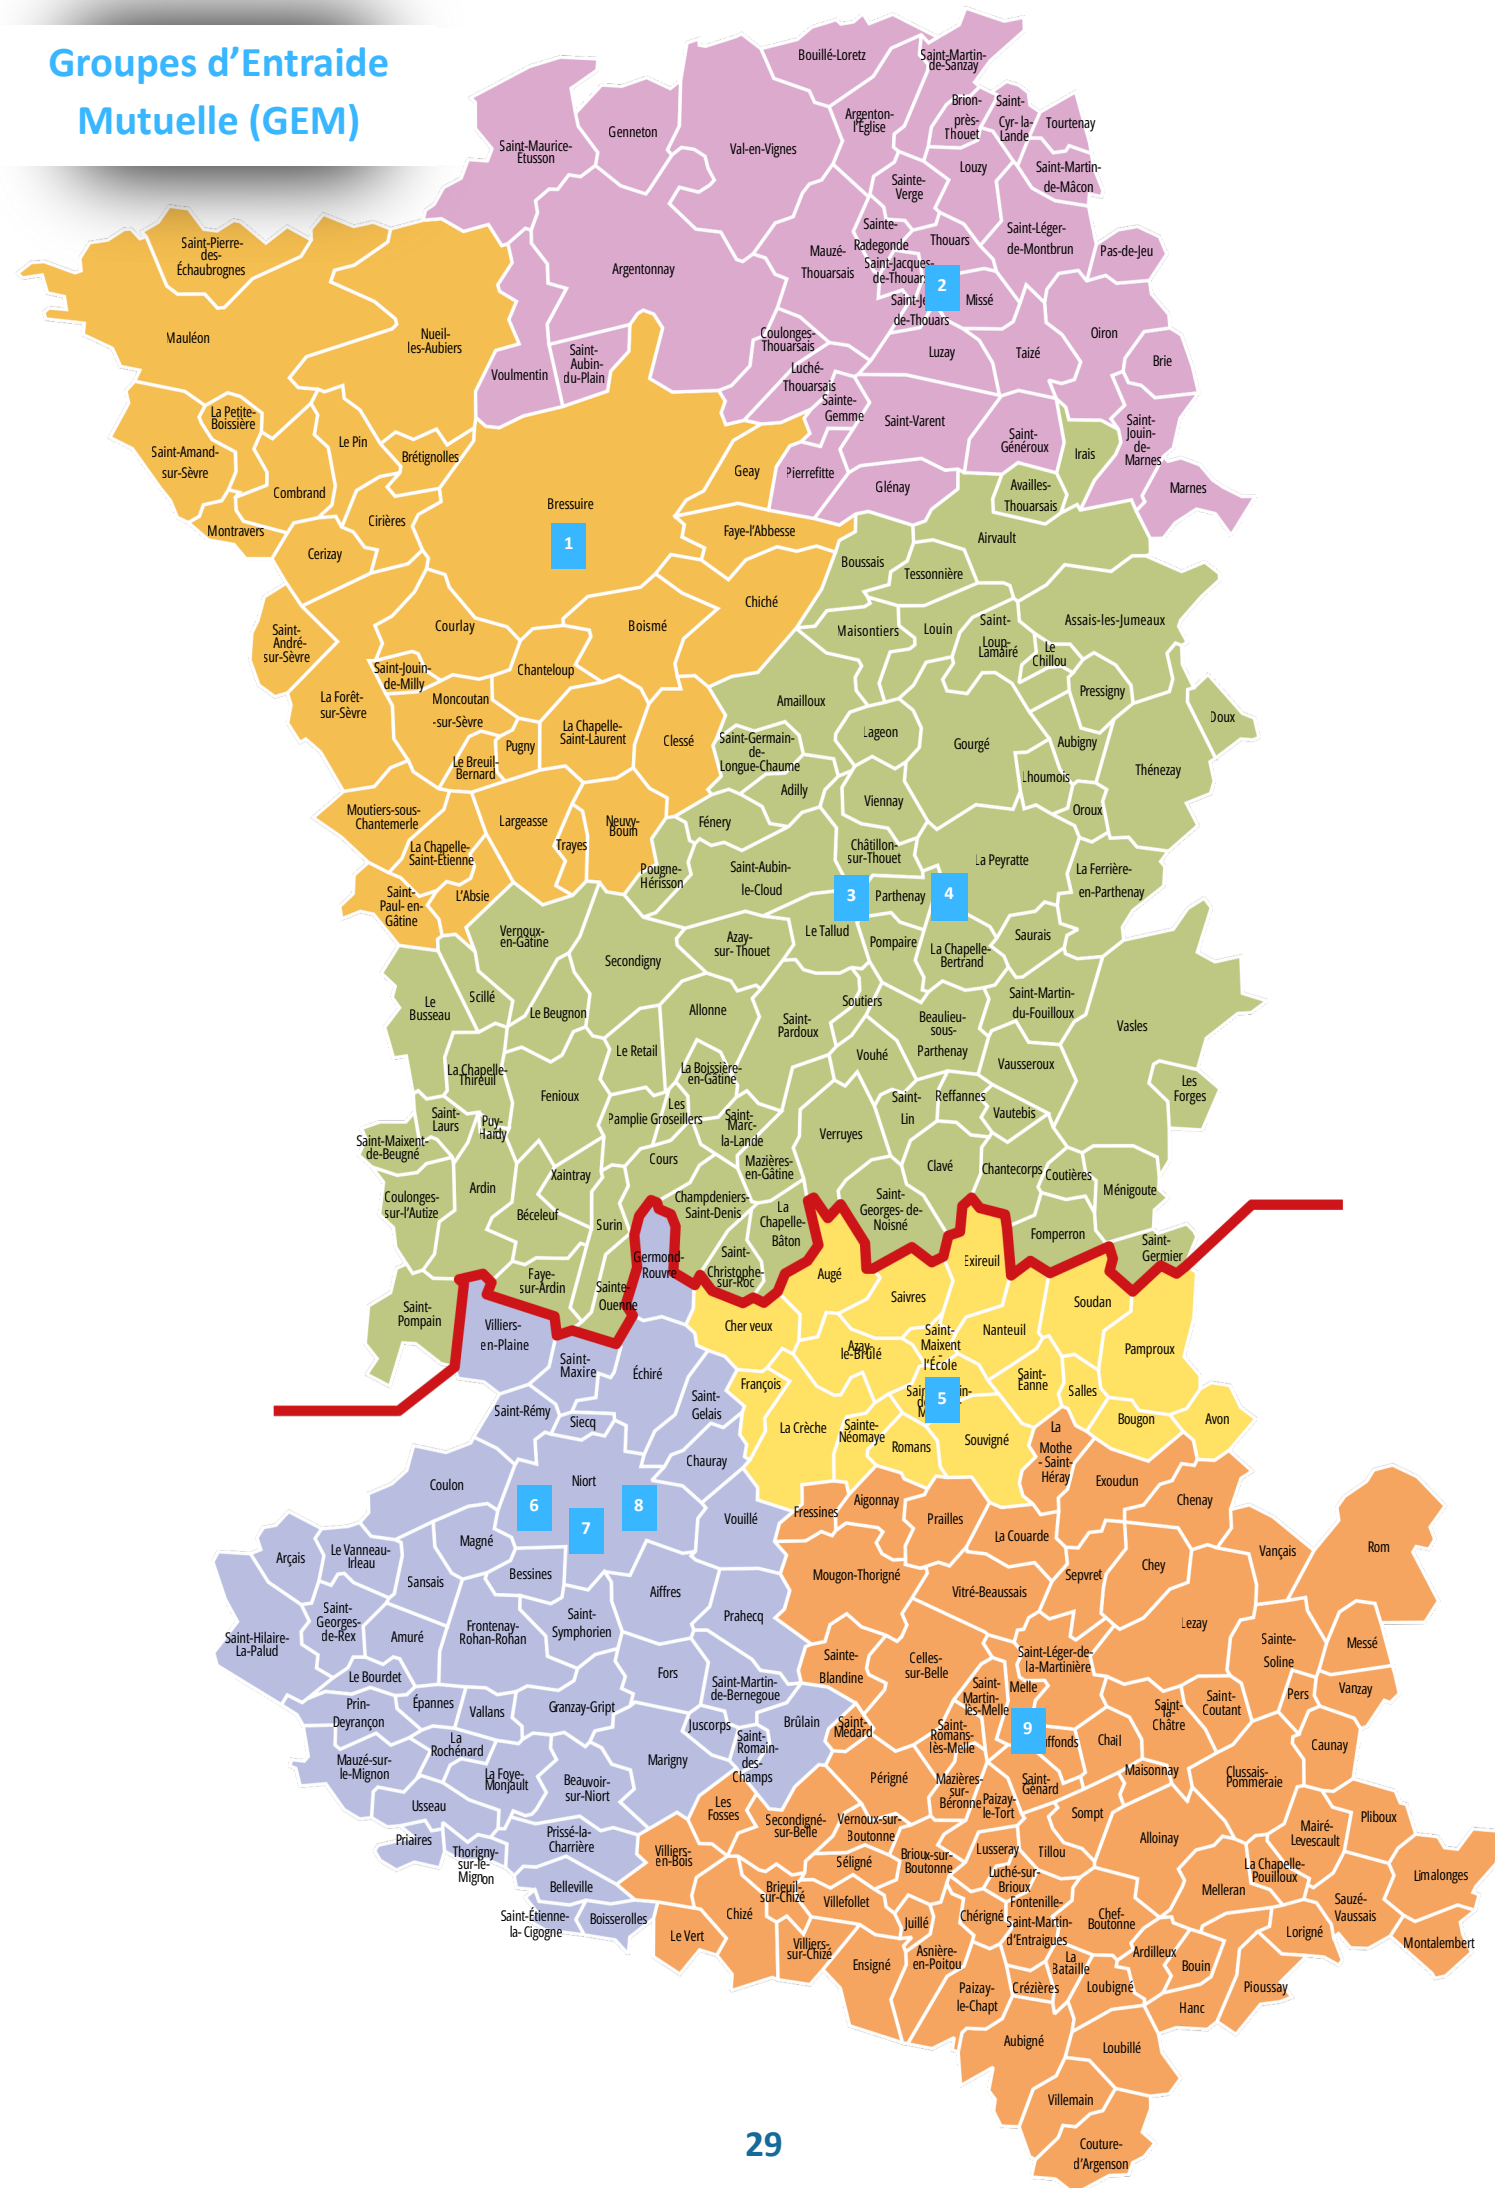 Groupes d’Entraide
Mutuelle (GEM)
Bouillé-Loretz
Saint-Martin-
de-Sanzay
Genneton
Saint-Maurice-
Étusson
Val-en-Vignes
Argenton-
l'Église
Brion-
près-
Thouet
Saint-
Cyr- la-
Lande
Tourtenay
Louzy
Saint-Martin-
de-Mâcon
Sainte-
Verge
Sainte-
Radegonde
Thouars
Saint-Léger-
de-Montbrun
Pas-de-Jeu
Saint-Pierre-
des-
Échaubrognes
Argentonnay
Mauzé-
Thouarsais
Saint-Jacques-
de-Thouar
2
Missé
Saint-Je
de-Thouars
Mauléon
Nueil-
les-Aubiers
Voulmentin
Saint-
Aubin-
du-Plain
Coulonges-
Thouarsais
Luzay
Taizé
Oiron
Brie
Luché-
Thouarsais
Sainte-
Gemme
Saint-Varent
Saint-
Généroux
Irais
Saint-
Jouin-
de-
Marnes
La Petite-
Boissière
Le Pin
Brétignolles
Saint-Amand-
sur-Sèvre
Combrand
Geay
Pierrefitte
Glénay
Availles-
Thouarsais
Marnes
Montravers
Cirières
Bressuire
1
Faye-l’Abbesse
Airvault
Cerizay
Boussais
Tessonnière
Chiché
Saint-
André-
sur-Sèvre
Courlay
Boismé
Maisontiers
Louin
Saint-
Loup-
Lamairé
Assais-les-Jumeaux
Le
Chillou
Saint-Jouin-
de-Milly
Chanteloup
La Forêt-
sur-Sèvre
Moncoutan
-sur-Sèvre
Amailloux
Pressigny
Doux
Pugny
La Chapelle-
Saint-Laurent
Clessé
Saint-Germain-
de-
Longue-Chaume
Lageon
Gourgé
Aubigny
Le Breuil-
Bernard
Lhoumois
Thénezay
Adilly
Viennay
Oroux
Moutiers-sous-
Chantemerle
Largeasse
Trayes
Neuvy-
Bouin
Fénery
La Chapelle-
Saint-Étienne
Châtillon-
sur-Thouet
La Peyratte
La Ferrière-
en-Parthenay
Pougne-
Hérisson
Saint-Aubin-
le-Cloud
Saint-
Paul- en-
Gâtine
L’Absie
3
Parthenay
4
Vernoux-
en-Gâtine
Secondigny
Azay-
sur- Thouet
Le Tallud
Pompaire
La Chapelle-
Bertrand
Saurais
Le
Busseau
Scillé
Le Beugnon
Allonne
Saint-
Pardoux
Soutiers
Beaulieu-
sous-
Parthenay
Saint-Martin-
du-Fouilloux
Vasles
La Chapelle-
Thireuil
Le Retail
La Boissière-
en-Gâtine
Vouhé
Vausseroux
Fenioux
Les
Forges
Saint-
Laurs
Puy-
Hardy
Pamplie
Les
Groseillers
Saint-
Marc-
la-Lande
Verruyes
Saint-
Lin
Reffannes
Vautebis
Saint-Maixent-
de-Beugné
Xaintray
Cours
Mazières-
en-Gâtine
Clavé
Chantecorps
Coutières
Ménigoute
Coulonges-
sur-l’Autize
Ardin
Béceleuf
Surin
Champdeniers-
Saint-Denis
La
Chapelle-
Bâton
Saint-
Georges- de-
Noisné
Fomperron
Saint-
Germier
Germond-
Rouvre
Saint-
Christophe-
sur-Roc
Augé
Exireuil
Faye-
sur-Ardin
Sainte-
Ouenne
Saint-
Pompain
Villiers-
en-Plaine
Cher veux
Saivres
Soudan
Nanteuil
Pamproux
Saint-
Maxire
Échiré
Azay-
le-Brûlé
Saint-
Maixent
-
l’École
Saint-
Eanne
Salles
Saint-Rémy
Siecq
Saint-
Gelais
François
La Crèche
Sainte-
Néomaye
5
Romans
Souvigné
La
Mothe
- Saint-
Héray
Bougon
Avon
Coulon
Niort
Chauray
Exoudun
Chenay
6
7
8
Vouillé
Fressines
Aigonnay
Prailles
La Couarde
Vançais
Rom
Magné
Arçais
Le Vanneau-
Irleau
Sansais
Bessines
Aiffres
Mougon-Thorigné
Vitré-Beaussais
Sepvret
Chey
Lezay
Saint-
Georges-
de-Rex
Saint-Hilaire-
La-Palud
Amuré
Frontenay-
Rohan-Rohan
Saint-
Symphorien
Prahecq
Le Bourdet
Fors
Saint-Martin-
de-Bernegoue
Sainte-
Blandine
Celles-
sur-Belle
Saint-Léger-de-
la-Martinière
Sainte-
Soline
Messé
Saint-
Martin-
lès-Melle
Melle
Saint-
Coutant
Pers
Vanzay
Prin-
Deyrançon
Épannes
Vallans
Granzay-Gript
Juscorps
Brûlain
Saint-
Médard
Saint-
Romans-
lès-Melle
9
iffonds
Chail
Saint-
la-
Châtre
Caunay
La
Rochénard
Saint-
Romain-
des-
Champs
Mauzé-sur-
le-Mignon
La Foye-
Monjault
Beauvoir-
sur-Niort
Marigny
Périgné
Mazières-
sur-
Béronne
Saint-
Génard
Maisonnay
Clussais-
Pommeraie
Usseau
Les
Fosses
Secondigné-
sur-Belle
Vernoux-sur-
Boutonne
Paizay-
le-Tort
Sompt
Alloinay
Mairé-
Levescault
Pliboux
Priaires
Thorigny-
sur-le-
Mignon
Prissé-la-
Charrière
Villiers-
en-Bois
Séligné
Brioux-sur-
Boutonne
Lusseray
Tillou
Luché-sur-
Brioux
La Chapelle-
Pouilloux
Limalonges
Belleville
Brieuil-
sur-Chizé
Villefollet
Melleran
Sauzé-
Vaussais
Saint-Étienne-
la- Cigogne
Boisserolles
Chizé
Juillé
Chérigné
Fontenille-
Saint-Martin-
d’Entraigues
Chef-
Boutonne
Lorigné
Montalembert
Le Vert
Villiers-
sur-Chizé
Ensigné
Asnière-
en-Poitou
La
Bataille
Ardilleux
Bouin
Paizay-
le-Chapt
Crézières
Loubigné
Hanc
Pioussay
Aubigné
Loubillé
Villemain
Couture-
d’Argenson
29